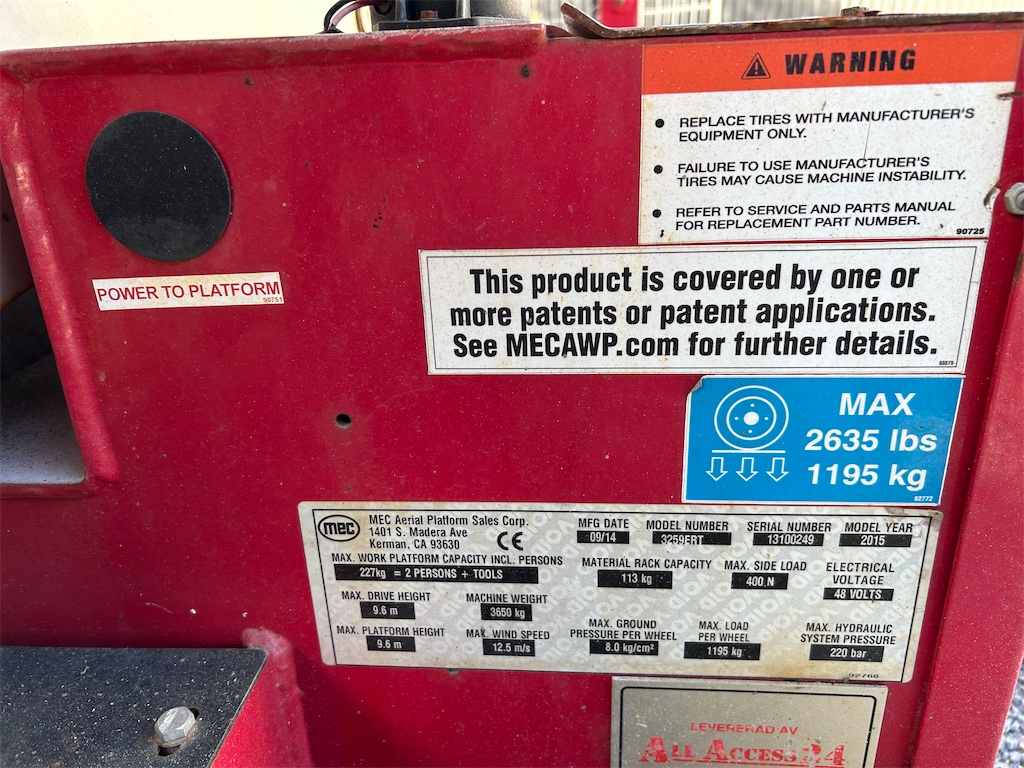 WARNING
• REPLACE TIRES WITH MANUFACTURER'S
EQUIPMENT ONLY.
• FAILURE TO USE MANUFACTURER'S
TIRES MAY CAUSE MACHINE INSTABILITY.
• REFER TO SERVICE AND PARTS MANUAL
FOR REPLACEMENT PART NUMBER.
90725
POWER TO PLATFORM
90751
This product is covered by one or
more patents or patent applications.
See MECAWP.com for further details.
93575
MAX
2635 lbs
1195 kg
92772
MEC
MEC Aerial Platform Sales Corp.
1401 S. Madera Ave
Kerman, CA 93630
CE
MFG DATE
09/14
MODEL NUMBER
3259ERT
SERIAL NUMBER
13100249
MODEL YEAR
2015
MAX. WORK PLATFORM CAPACITY INCL. PERSONS
227kg = 2 PERSONS + TOOLS
MATERIAL RACK CAPACITY
113 kg
MAX. SIDE LOAD
400 N
ELECTRICAL
VOLTAGE
48 VOLTS
MAX. DRIVE HEIGHT
9.6 m
MACHINE WEIGHT
3650 kg
MAX. PLATFORM HEIGHT
9.6 m
MAX. WIND SPEED
12.5 m/s
MAX. GROUND
PRESSURE PER WHEEL
8.0 kg/cm²
MAX. LOAD
PER WHEEL
1195 kg
MAX. HYDRAULIC
SYSTEM PRESSURE
220 bar
92768
LEVERERAD AV
ALL ACCESS 24